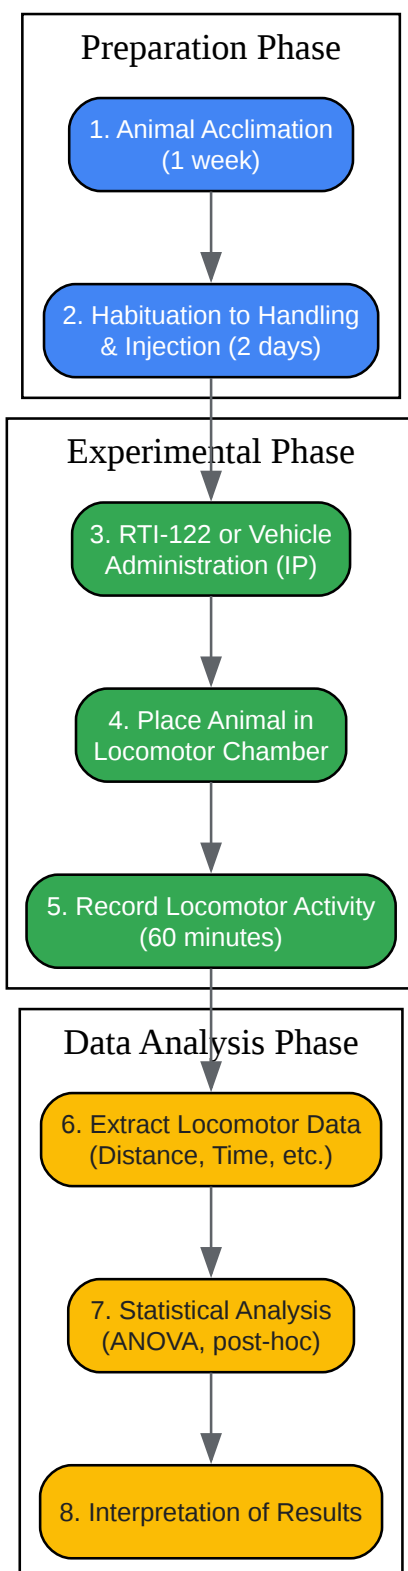 Preparation Phase
1. Animal Acclimation
(1 week)
2. Habituation to Handling
& Injection (2 days)
Experimental Phase
3. RTI-122 or Vehicle
Administration (IP)
4. Place Animal in
Locomotor Chamber
5. Record Locomotor Activity
(60 minutes)
Data Analysis Phase
6. Extract Locomotor Data
(Distance, Time, etc.)
7. Statistical Analysis
(ANOVA, post-hoc)
8. Interpretation of Results